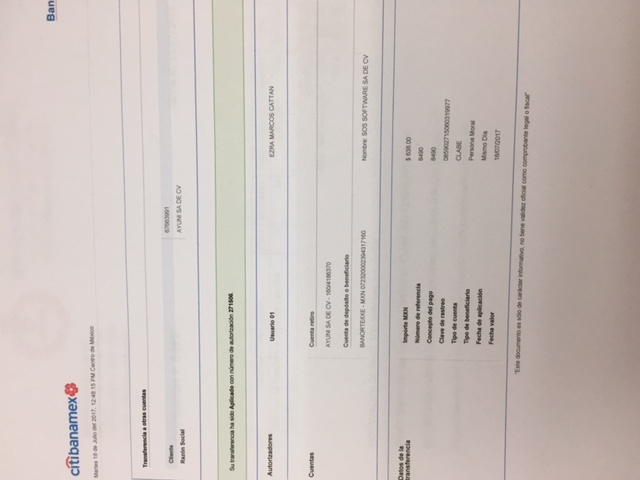 Ban
citibanamex
Martes 18 de Julio del 2017, 12:48:15 PM Centro de México
Transferencia a otras cuentas
Cliente 67663991
Razón Social AYUNI SA DE CV
Su transferencia ha sido Aplicada con número de autorización 271506.
Autorizadores Usuario 01 EZRA MARCOS CATTAN
Cuentas Cuenta retiro
AYUNI SA DE CV - 160/4186370
Cuenta de depósito o beneficiario
BANORTE/IXE - MXN 072320002394317160 Nombre: SOS SOFTWARE SA DE CV
Datos de la transferencia
Importe MXN $ 638.00
Número de referencia 8490
Concepto del pago 8490
Clave de rastreo 085902715060319977
Tipo de cuenta CLABE
Tipo de beneficiario Persona Moral
Fecha de aplicación Mismo Día
Fecha valor 18/07/2017
"Este documento es sólo de carácter informativo, no tiene validez oficial como comprobante legal o fiscal"